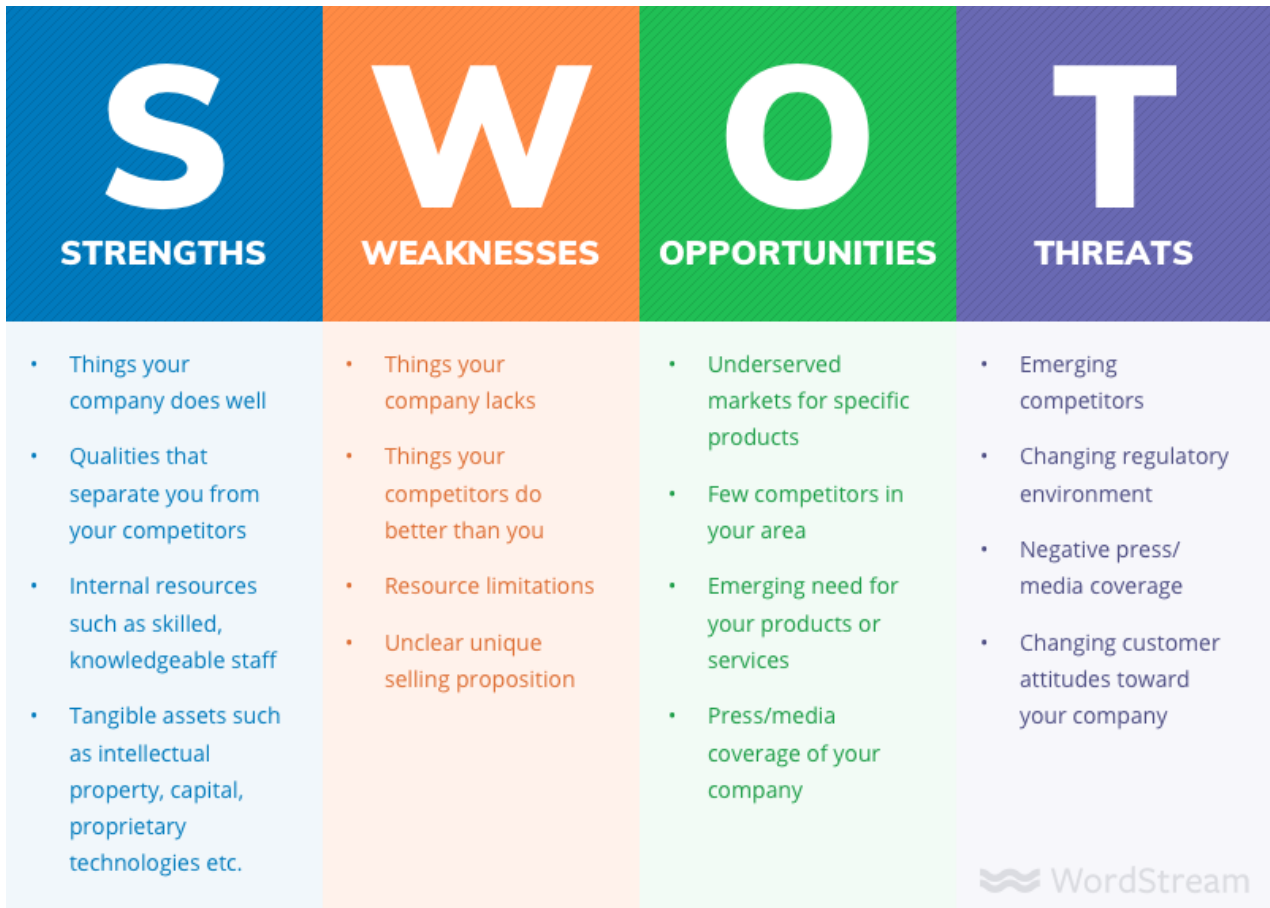 S
STRENGTHS
• Things your
company does well
• Qualities that
separate you from
your competitors
• Internal resources
such as skilled,
knowledgeable staff
• Tangible assets such
as intellectual
property, capital,
proprietary
technologies etc.
W
WEAKNESSES
• Things your
company lacks
• Things your
competitors do
better than you
• Resource limitations
• Unclear unique
selling proposition
O
OPPORTUNITIES
• Underserved
markets for specific
products
• Few competitors in
your area
• Emerging need for
your products or
services
• Press/media
coverage of your
company
T
THREATS
• Emerging
competitors
• Changing regulatory
environment
• Negative press/
media coverage
• Changing customer
attitudes toward
your company
WordStream